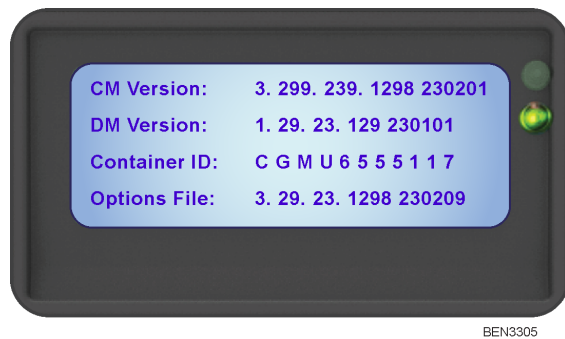 CM Version: 3. 299. 239. 1298 230201
DM Version: 1. 29. 23. 129 230101
Container ID: C G M U 6 5 5 5 1 1 7
Options File: 3. 29. 23. 1298 230209
BEN3305